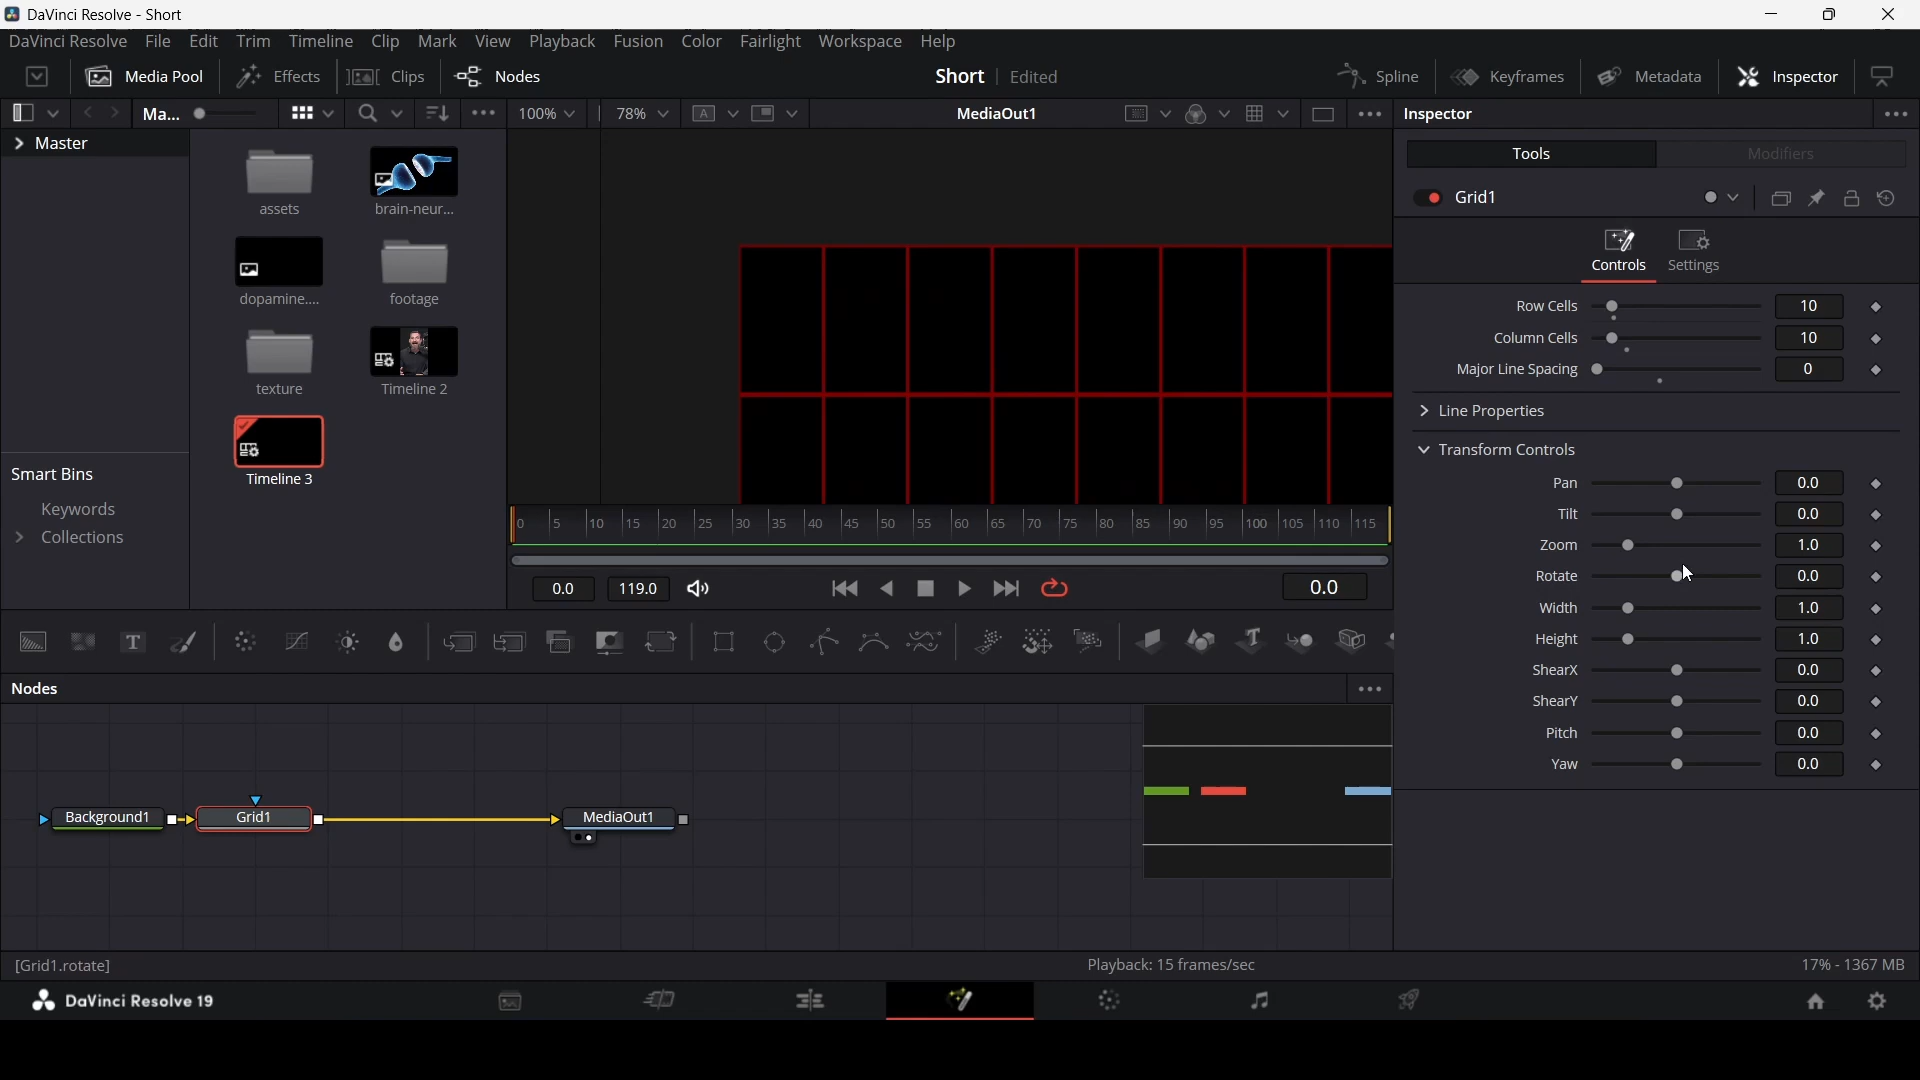 DaVinci Resolve - Short
DaVinci Resolve File Edit Trim Timeline Clip Mark View Playback Fusion Color Fairlight Workspace Help
Media Pool Effects Clips Nodes Short Edited Spline Keyframes Metadata Inspector
Ma... 100% 78% A MediaOut1 Inspector
Master
assets brain-neur...
dopamine.... footage
texture Timeline 2
Timeline 3
Smart Bins
Keywords
Collections
0 5 10 15 20 25 30 35 40 45 50 55 60 65 70 75 80 85 90 95 100 105 110 115
0.0 119.0 0.0
Tools Modifiers
Grid1
Controls Settings
Row Cells 10
Column Cells 10
Major Line Spacing 0
Line Properties
Transform Controls
Pan 0.0
Tilt 0.0
Zoom 1.0
Rotate 0.0
Width 1.0
Height 1.0
ShearX 0.0
ShearY 0.0
Pitch 0.0
Yaw 0.0
T T
Nodes
Background1 Grid1 MediaOut1
[Grid1.rotate] Playback: 15 frames/sec 17% - 1367 MB
DaVinci Resolve 19